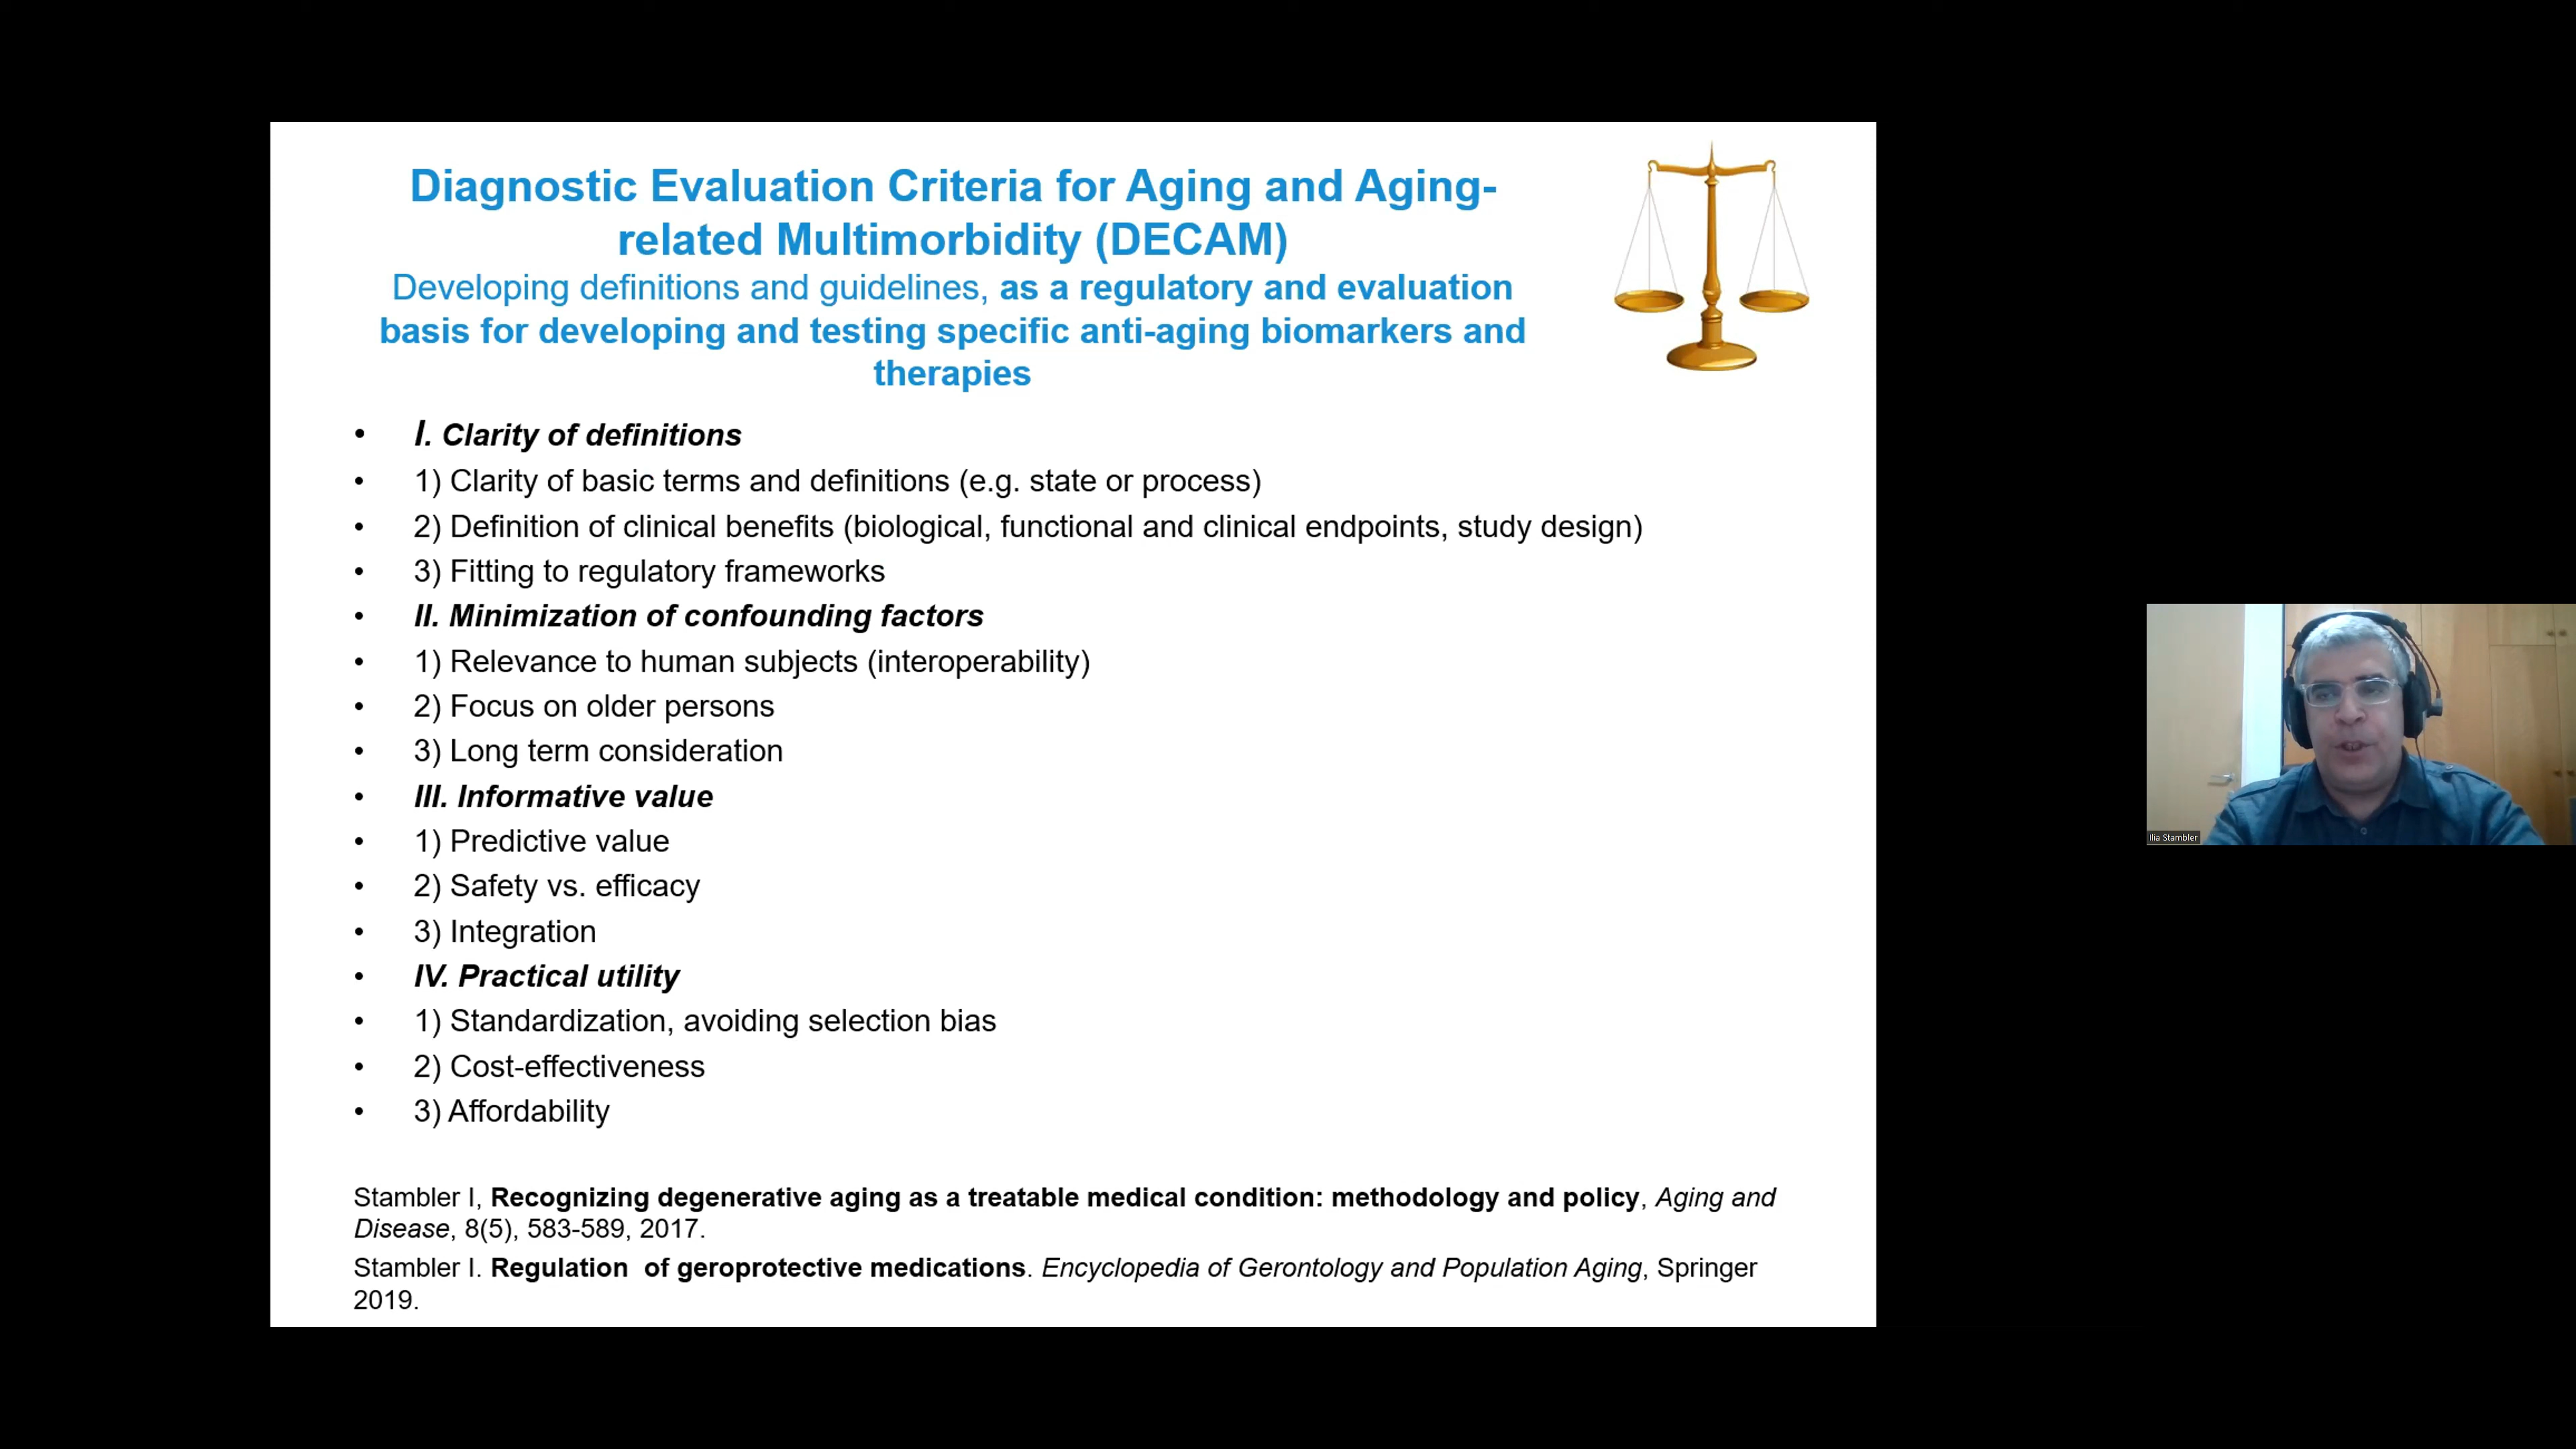 Diagnostic Evaluation Criteria for Aging and Aging-
related Multimorbidity (DECAM)
Developing definitions and guidelines, as a regulatory and evaluation
basis for developing and testing specific anti-aging biomarkers and
therapies
• I. Clarity of definitions
• 1) Clarity of basic terms and definitions (e.g. state or process)
• 2) Definition of clinical benefits (biological, functional and clinical endpoints, study design)
• 3) Fitting to regulatory frameworks
• II. Minimization of confounding factors
• 1) Relevance to human subjects (interoperability)
• 2) Focus on older persons
• 3) Long term consideration
• III. Informative value
• 1) Predictive value
• 2) Safety vs. efficacy
• 3) Integration
• IV. Practical utility
• 1) Standardization, avoiding selection bias
• 2) Cost-effectiveness
• 3) Affordability
Stambler I, Recognizing degenerative aging as a treatable medical condition: methodology and policy, Aging and
Disease, 8(5), 583-589, 2017.
Stambler I. Regulation of geroprotective medications. Encyclopedia of Gerontology and Population Aging, Springer
2019.
Ilia Stambler